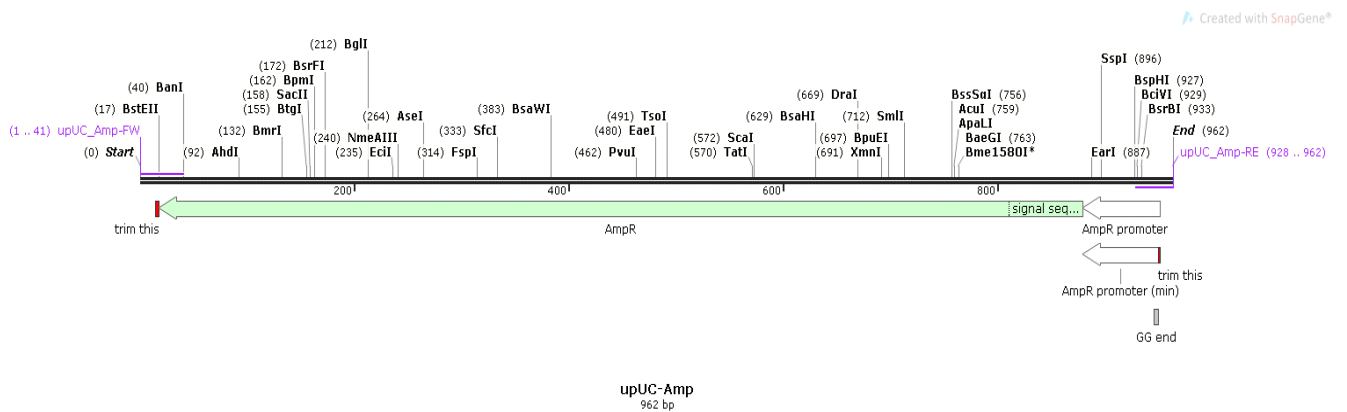 Created with SnapGene®
(212) BglI
SspI (896)
(172) BsrFI
(162) BpmI
BspHI (927)
(40) BanI
(158) SacII
(669) DraI
BssSαI (756)
BciVI (929)
(17) BstEII
(155) BtgI
(264) AseI
(383) BsaWI
(491) TsoI
(629) BsaHI
(712) SmlI
AcuI (759)
BsrBI (933)
(1 .. 41) upUC_Amp-FW
(132) BmrI
(240) NmeAIII
(333) SfcI
(480) EaeI
(572) ScaI
(697) BpuEI
ApaLI
BaeGI (763)
End (962)
(0) Start
(92) AhdI
(235) EciI
(314) FspI
(462) PvuI
(570) TatI
(691) XmnI
Bme1580I*
EarI (887)
upUC_Amp-RE (928 .. 962)
200
400
600
800
signal seq...
trim this
AmpR
AmpR promoter
trim this
AmpR promoter (min)
GG end
upUC-Amp
962 bp